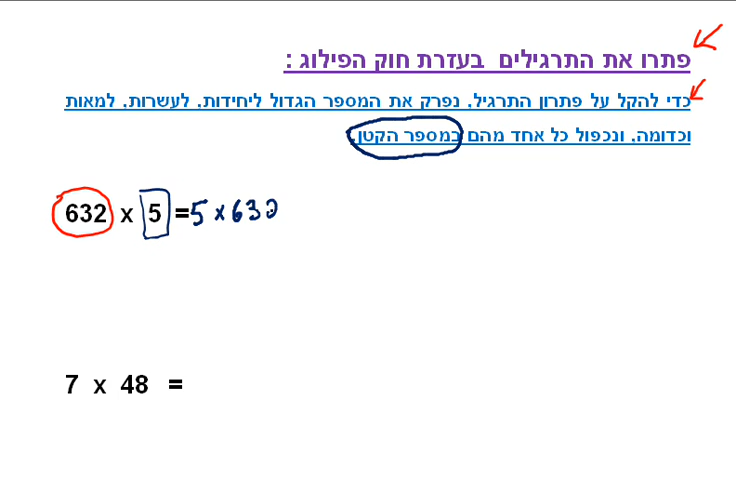 פתרו את התרגילים בעזרת חוק הפילוג :
כדי להקל על פתרון התרגיל, נפרק את המספר הגדול ליחידות, לעשרות, למאות
וכדומה, ונכפול כל אחד מהם במספר הקטן.
632 x 5 = 5 x 632
7 x 48 =